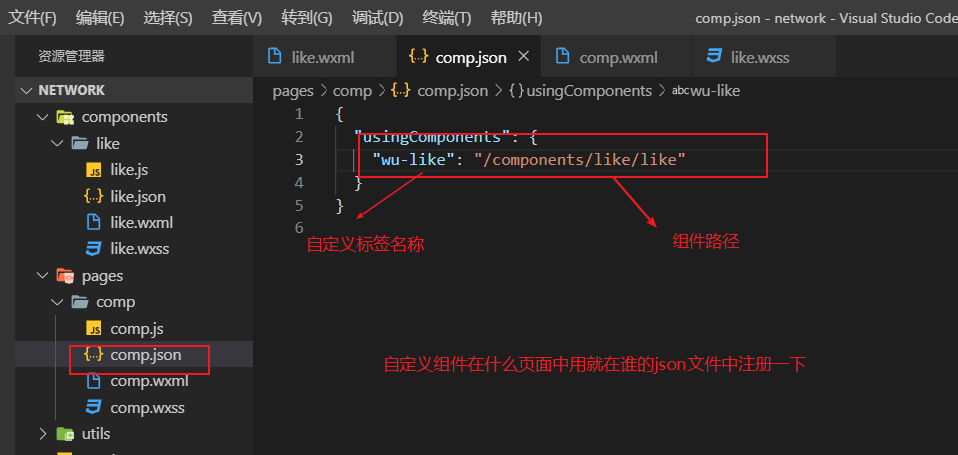 文件(F) 编辑(E) 选择(S) 查看(V) 转到(G) 调试(D) 终端(T) 帮助(H) comp.json - network - Visual Studio Code
资源管理器
like.wxml comp.json comp.wxml like.wxss
NETWORK
components
like
like.js
like.json
like.wxml
like.wxss
pages
comp
comp.js
comp.json
comp.wxml
comp.wxss
utils
pages > comp > {..} comp.json > {} usingComponents > abc wu-like
1 {
2 "usingComponents": {
3 "wu-like": "/components/like/like"
4 }
5 }
6
自定义标签名称
组件路径
自定义组件在什么页面中用就在谁的json文件中注册一下